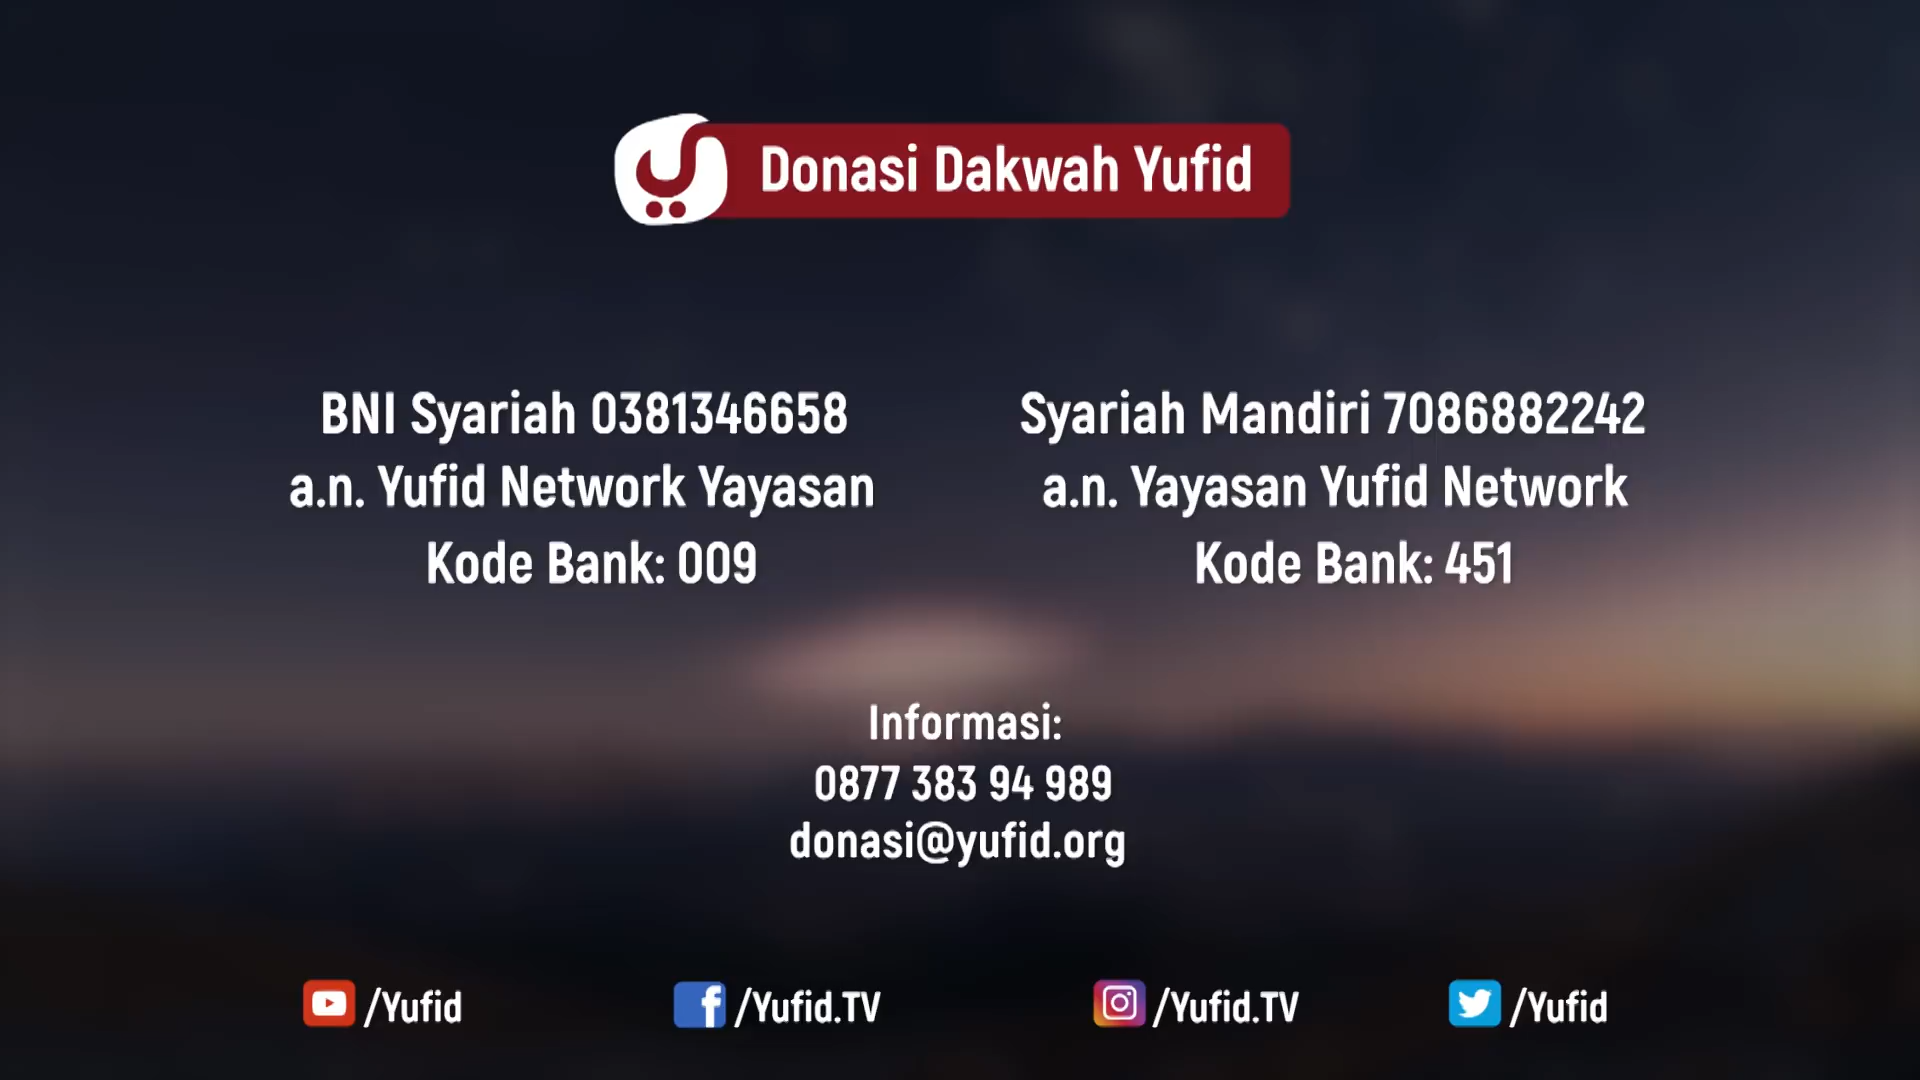 Donasi Dakwah Yufid
BNI Syariah 0381346658
a.n. Yufid Network Yayasan
Kode Bank: 009
Syariah Mandiri 7086882242
a.n. Yayasan Yufid Network
Kode Bank: 451
Informasi:
0877 383 94 989
donasi@yufid.org
/Yufid
/Yufid.TV
/Yufid.TV
/Yufid